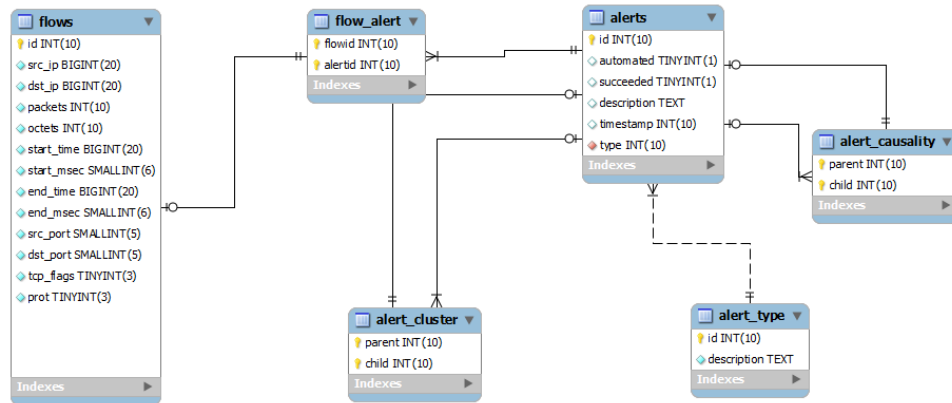 flows
id INT(10)
src_ip BIGINT(20)
dst_ip BIGINT(20)
packets INT(10)
octets INT(10)
start_time BIGINT(20)
start_msec SMALLINT(6)
end_time BIGINT(20)
end_msec SMALLINT(6)
src_port SMALLINT(5)
dst_port SMALLINT(5)
tcp_flags TINYINT(3)
prot TINYINT(3)
Indexes
flow_alert
flowid INT(10)
alertid INT(10)
Indexes
alerts
id INT(10)
automated TINYINT(1)
succeeded TINYINT(1)
description TEXT
timestamp INT(10)
type INT(10)
Indexes
alert_causality
parent INT(10)
child INT(10)
Indexes
alert_cluster
parent INT(10)
child INT(10)
Indexes
alert_type
id INT(10)
description TEXT
Indexes